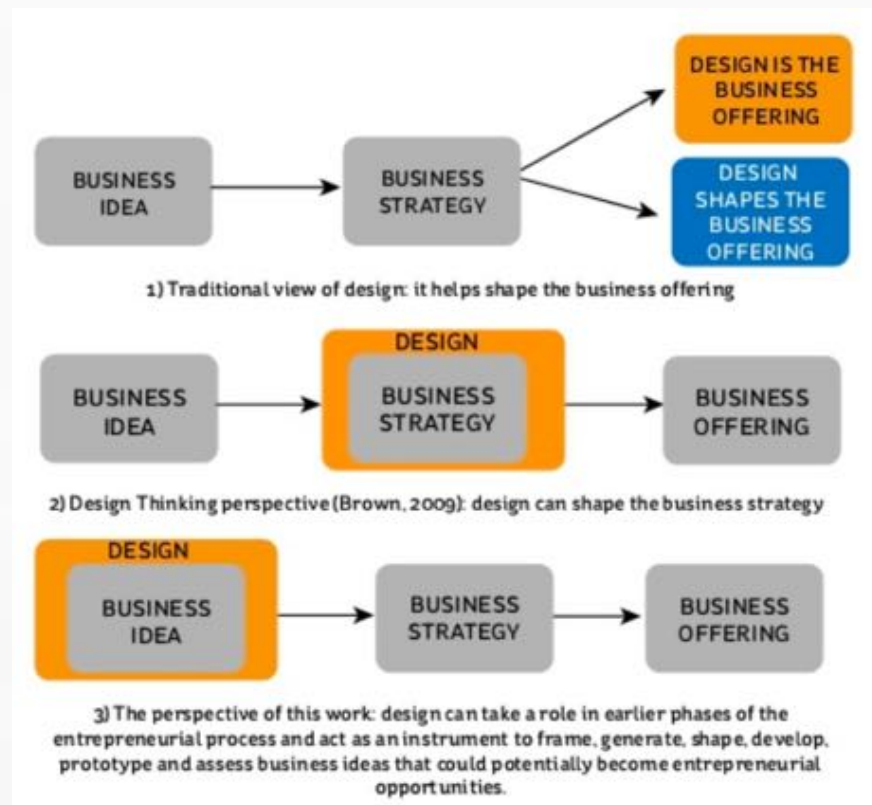 DESIGN IS THE
BUSINESS
OFFERING
BUSINESS
IDEA
BUSINESS
STRATEGY
DESIGN
SHAPES THE
BUSINESS
OFFERING
1) Traditional view of design: it helps shape the business offering
DESIGN
BUSINESS
IDEA
BUSINESS
STRATEGY
BUSINESS
OFFERING
2) Design Thinking perspective (Brown, 2009): design can shape the business strategy
DESIGN
BUSINESS
IDEA
BUSINESS
STRATEGY
BUSINESS
OFFERING
3) The perspective of this work: design can take a role in earlier phases of the
entrepreneurial process and act as an instrument to frame, generate, shape, develop,
prototype and assess business ideas that could potentially become entrepreneurial
opportunities.